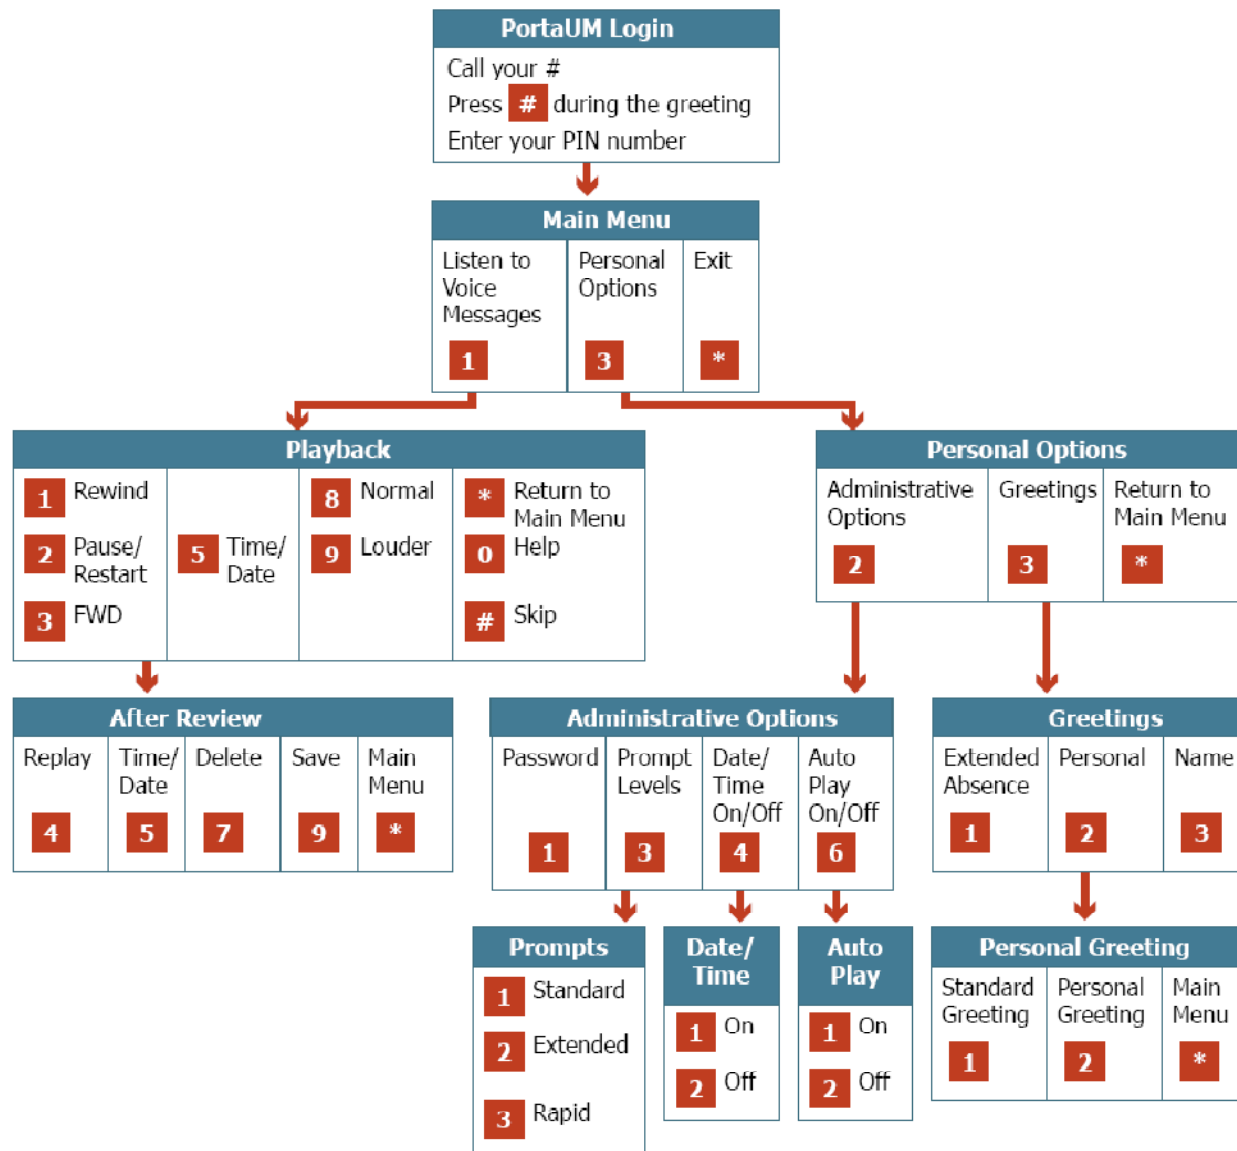 PortaUM Login
Call your #
Press # during the greeting
Enter your PIN number
Main Menu
Listen to
Voice
Messages
1
Personal
Options
3
Exit
*
Playback
1 Rewind
2 Pause/
Restart
3 FWD
5 Time/
Date
8 Normal
9 Louder
* Return to
Main Menu
0 Help
# Skip
Personal Options
Administrative
Options
2
Greetings
3
Return to
Main Menu
*
After Review
Replay
4
Time/
Date
5
Delete
7
Save
9
Main
Menu
*
Administrative Options
Password
1
Prompt
Levels
3
Date/
Time
On/Off
4
Auto
Play
On/Off
6
Greetings
Extended
Absence
1
Personal
2
Name
3
Prompts
1 Standard
2 Extended
3 Rapid
Date/
Time
1 On
2 Off
Auto
Play
1 On
2 Off
Personal Greeting
Standard
Greeting
1
Personal
Greeting
2
Main
Menu
*